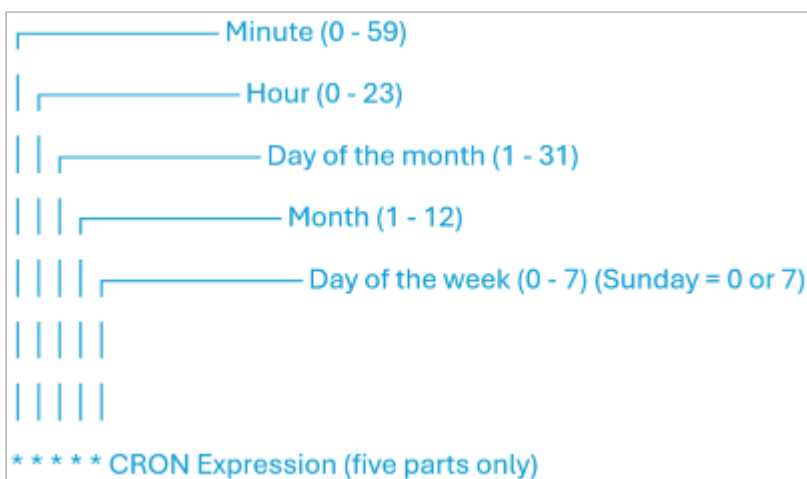 Minute (0 - 59)
Hour (0 - 23)
Day of the month (1 - 31)
Month (1 - 12)
Day of the week (0 - 7) (Sunday = 0 or 7)
* * * * * CRON Expression (five parts only)